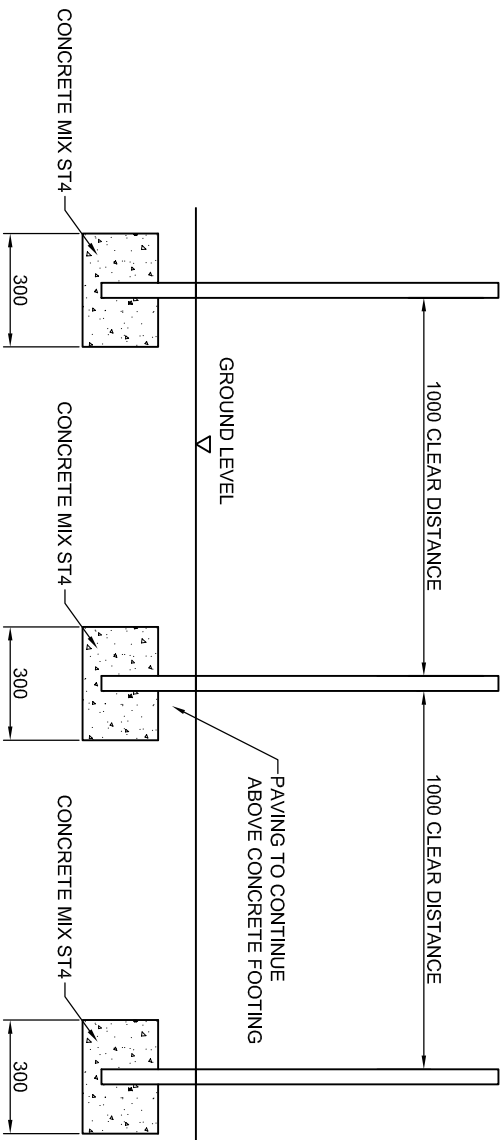 1000 CLEAR DISTANCE
1000 CLEAR DISTANCE
GROUND LEVEL
PAVING TO CONTINUE
ABOVE CONCRETE FOOTING
CONCRETE MIX ST4
CONCRETE MIX ST4
CONCRETE MIX ST4
300
300
300